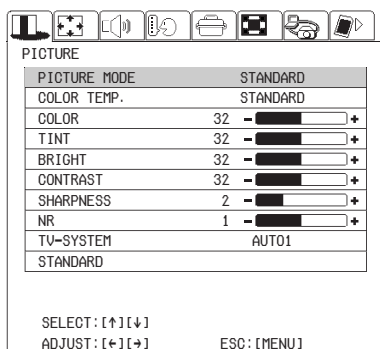 PICTURE
PICTURE MODE STANDARD
COLOR TEMP. STANDARD
COLOR 32 - +
TINT 32 - +
BRIGHT 32 - +
CONTRAST 32 - +
SHARPNESS 2 - +
NR 1 - +
TV-SYSTEM AUTO1
STANDARD
SELECT:[↑][↓]
ADJUST:[←][→] ESC:[MENU]